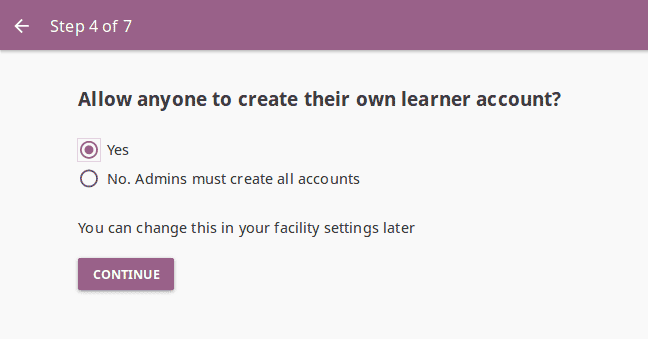 Step 4 of 7
Allow anyone to create their own learner account?
Yes
No. Admins must create all accounts
You can change this in your facility settings later
CONTINUE